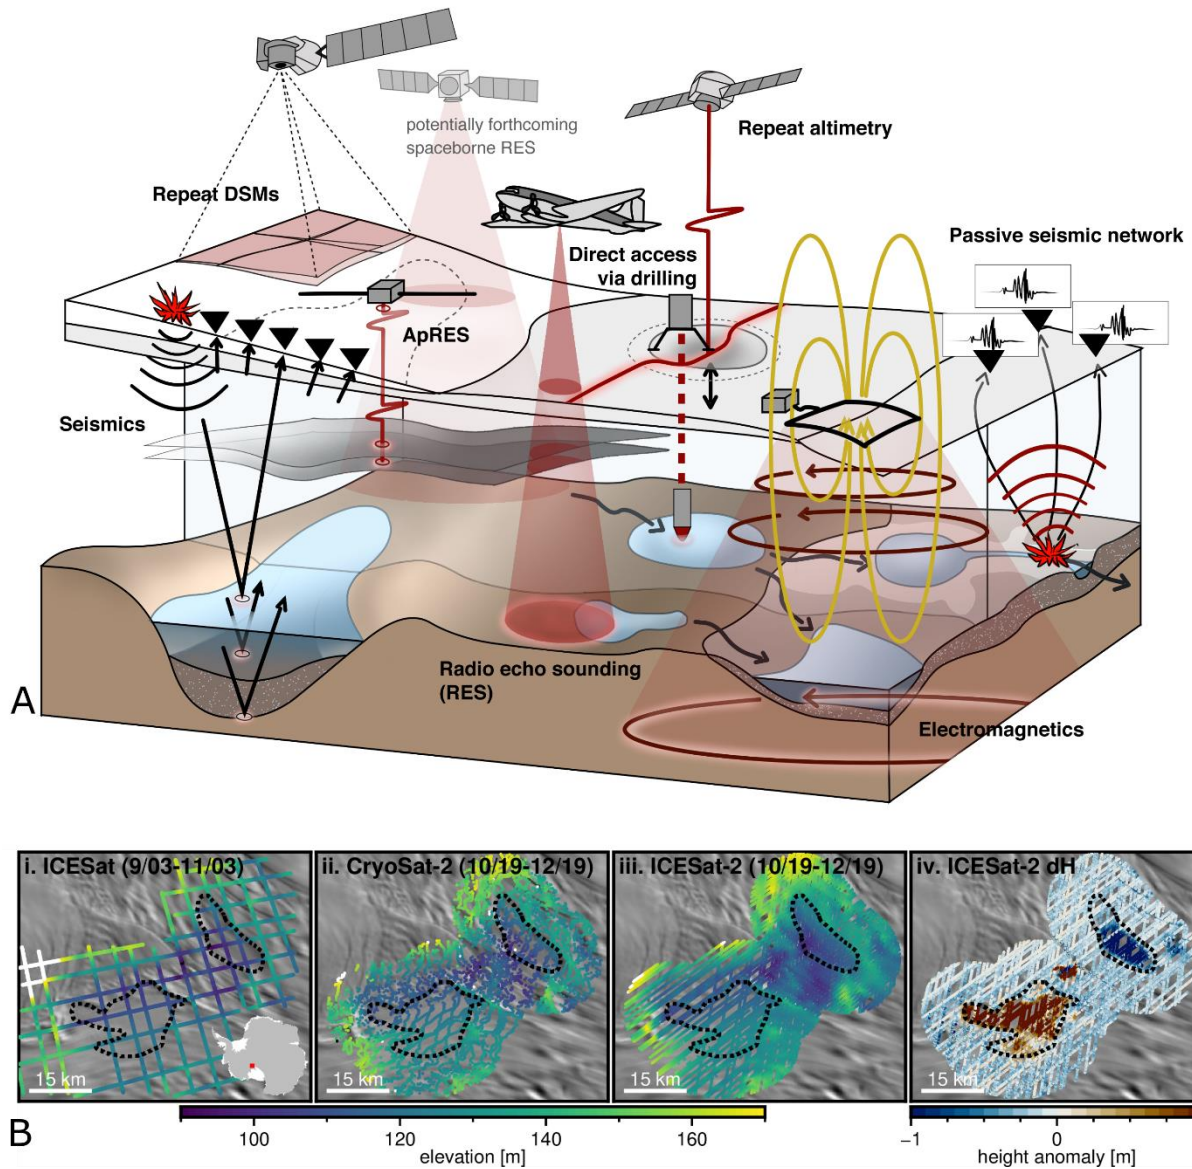 potentially forthcoming
spaceborne RES
Repeat altimetry
Repeat DSMs
Direct access
via drilling
Passive seismic network
ApRES
Seismics
Radio echo sounding
(RES)
Electromagnetics
A
i. ICESat (9/03-11/03)
ii. CryoSat-2 (10/19-12/19)
iii. ICESat-2 (10/19-12/19)
iv. ICESat-2 dH
15 km
15 km
15 km
15 km
B
100
120
140
160
elevation [m]
−1
0
height anomaly [m]